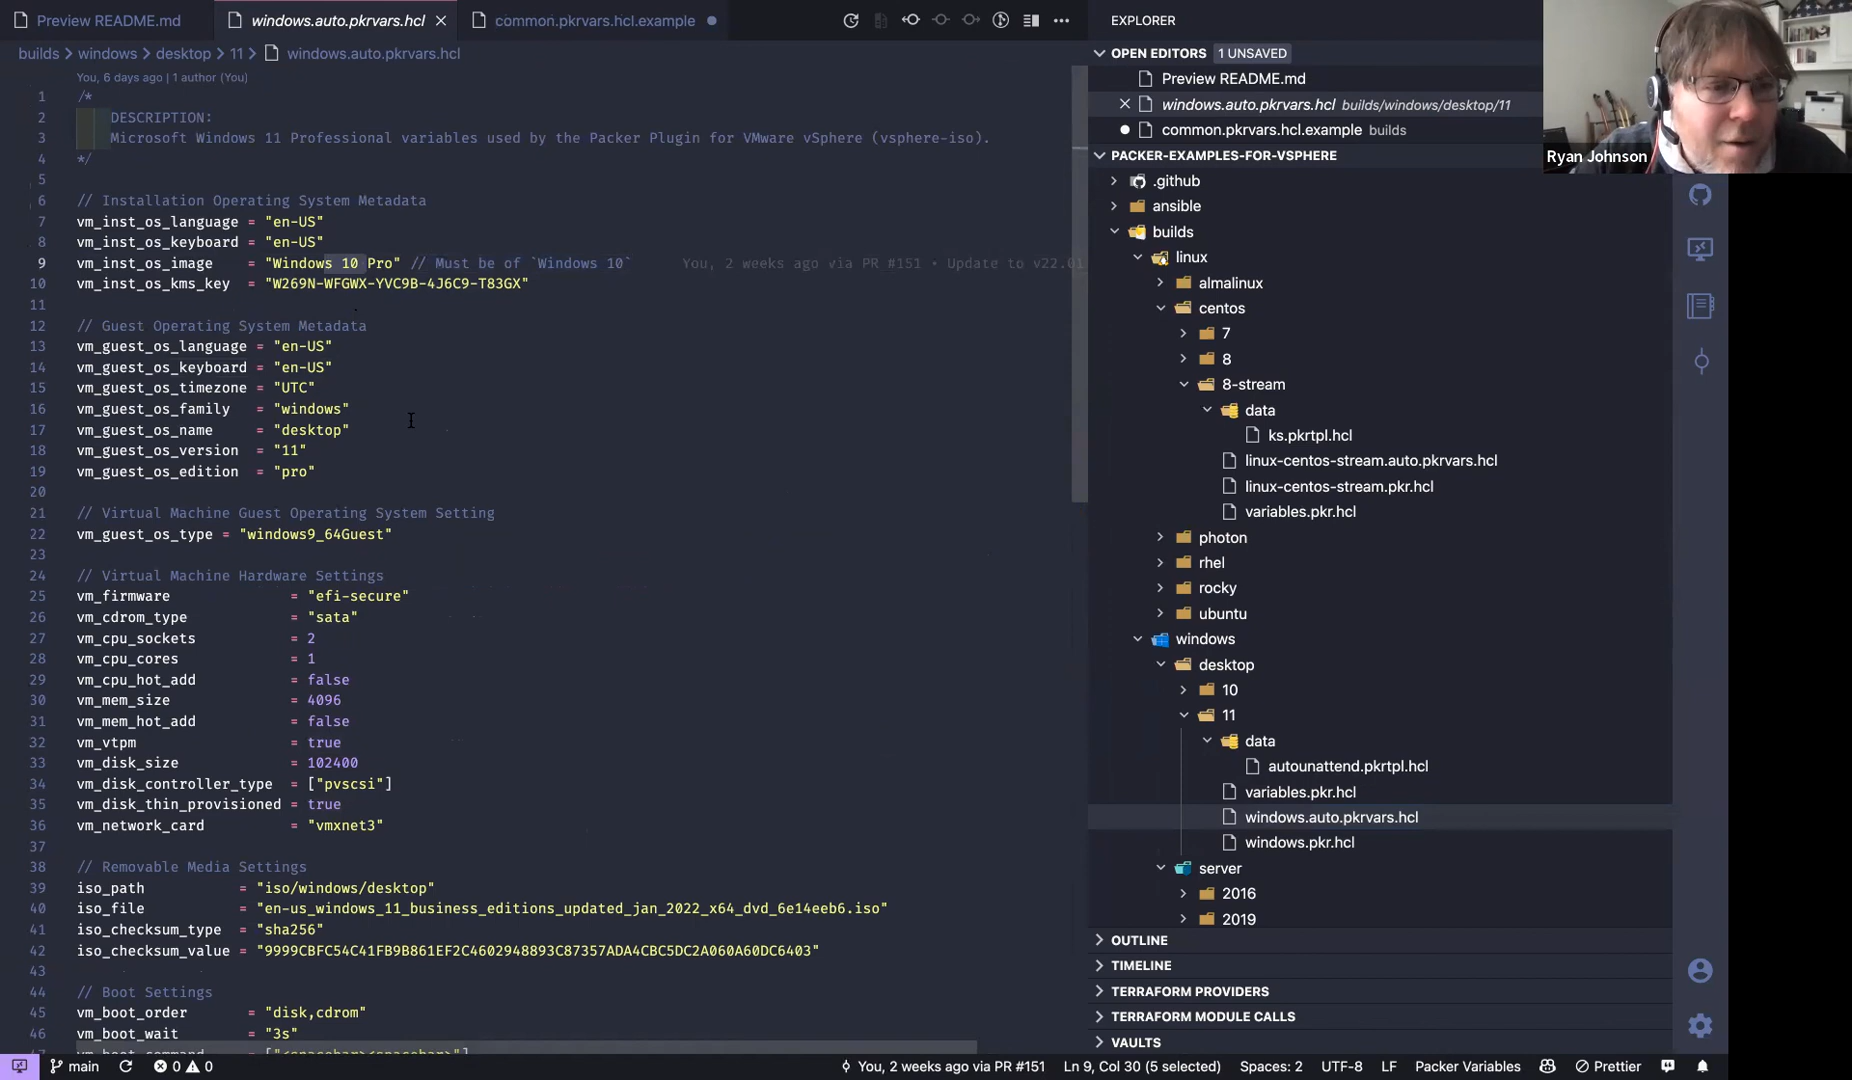 Preview README.md
windows.auto.pkrvars.hcl
common.pkrvars.hcl.example
builds > windows > desktop > 11 > windows.auto.pkrvars.hcl
You, 6 days ago | 1 author (You)
1 /*
2 DESCRIPTION:
3 Microsoft Windows 11 Professional variables used by the Packer Plugin for VMware vSphere (vsphere-iso).
4 */
5
6 // Installation Operating System Metadata
7 vm_inst_os_language = "en-US"
8 vm_inst_os_keyboard = "en-US"
9 vm_inst_os_image = "Windows 10 Pro" // Must be of `Windows 10` You, 2 weeks ago via PR #151 • Update to v22.01
10 vm_inst_os_kms_key = "W269N-WFGWX-YVC9B-4J6C9-T83GX"
11
12 // Guest Operating System Metadata
13 vm_guest_os_language = "en-US"
14 vm_guest_os_keyboard = "en-US"
15 vm_guest_os_timezone = "UTC"
16 vm_guest_os_family = "windows"
17 vm_guest_os_name = "desktop"
18 vm_guest_os_version = "11"
19 vm_guest_os_edition = "pro"
20
21 // Virtual Machine Guest Operating System Setting
22 vm_guest_os_type = "windows9_64Guest"
23
24 // Virtual Machine Hardware Settings
25 vm_firmware = "efi-secure"
26 vm_cdrom_type = "sata"
27 vm_cpu_sockets = 2
28 vm_cpu_cores = 1
29 vm_cpu_hot_add = false
30 vm_mem_size = 4096
31 vm_mem_hot_add = false
32 vm_vtpm = true
33 vm_disk_size = 102400
34 vm_disk_controller_type = ["pvscsi"]
35 vm_disk_thin_provisioned = true
36 vm_network_card = "vmxnet3"
37
38 // Removable Media Settings
39 iso_path = "iso/windows/desktop"
40 iso_file = "en-us_windows_11_business_editions_updated_jan_2022_x64_dvd_6e14eeb6.iso"
41 iso_checksum_type = "sha256"
42 iso_checksum_value = "9999CBFC54C41FB9B861EF2C4602948893C87357ADA4CBC5DC2A060A60DC6403"
43
44 // Boot Settings
45 vm_boot_order = "disk,cdrom"
46 vm_boot_wait = "3s"
47 vm_boot_command = ["<spacebar><spacebar>"]
EXPLORER
OPEN EDITORS 1 UNSAVED
Preview README.md
windows.auto.pkrvars.hcl builds/windows/desktop/11
common.pkrvars.hcl.example builds
PACKER-EXAMPLES-FOR-VSPHERE
.github
ansible
builds
linux
almalinux
centos
7
8
8-stream
data
ks.pkrtpl.hcl
linux-centos-stream.auto.pkrvars.hcl
linux-centos-stream.pkr.hcl
variables.pkr.hcl
photon
rhel
rocky
ubuntu
windows
desktop
10
11
data
autounattend.pkrtpl.hcl
variables.pkr.hcl
windows.auto.pkrvars.hcl
windows.pkr.hcl
server
2016
2019
OUTLINE
TIMELINE
TERRAFORM PROVIDERS
TERRAFORM MODULE CALLS
VAULTS
Ryan Johnson
main 0 0 You, 2 weeks ago via PR #151 Ln 9, Col 30 (5 selected) Spaces: 2 UTF-8 LF Packer Variables Prettier